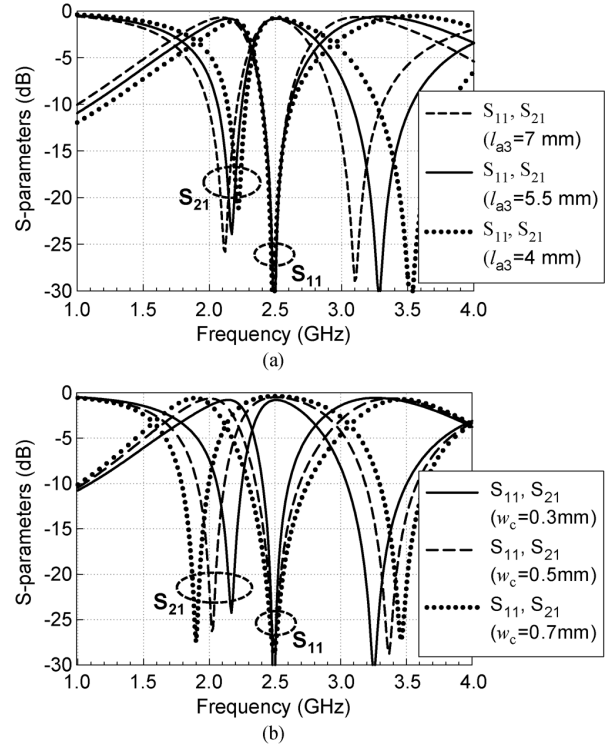 0
-5
-10
-15
-20
-25
-30
S-parameters (dB)
S21
S11
1.0 1.5 2.0 2.5 3.0 3.5 4.0
Frequency (GHz)
S11, S21
(la3=7 mm)
S11, S21
(la3=5.5 mm)
S11, S21
(la3=4 mm)
(a)
0
-5
-10
-15
-20
-25
-30
S-parameters (dB)
S21
S11
1.0 1.5 2.0 2.5 3.0 3.5 4.0
Frequency (GHz)
S11, S21
(wc=0.3mm)
S11, S21
(wc=0.5mm)
S11, S21
(wc=0.7mm)
(b)